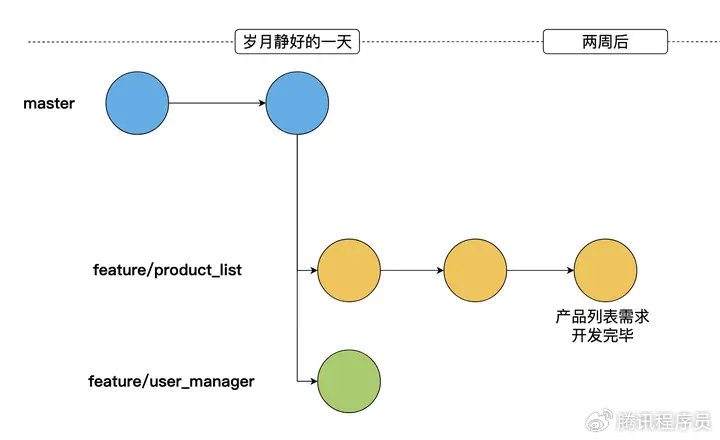 岁月静好的一天
两周后
master
feature/product_list
产品列表需求
开发完毕
feature/user_manager
腾讯程序员